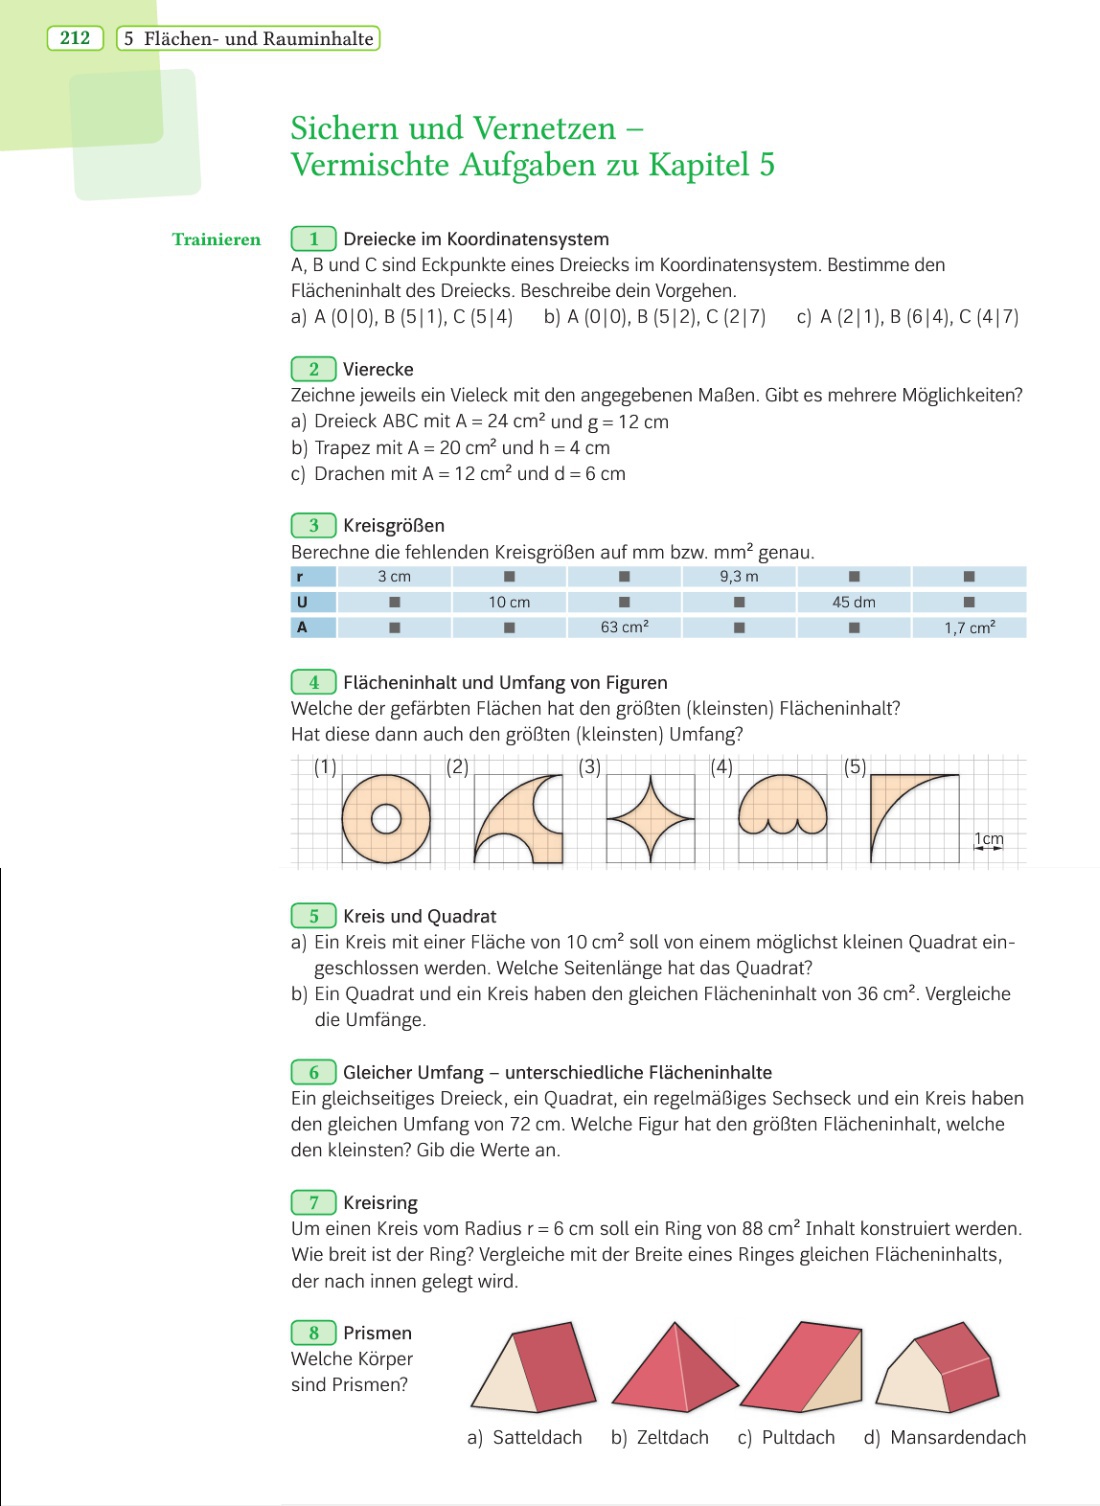 212
5 Flächen- und Rauminhalte
Sichern und Vernetzen –
Vermischte Aufgaben zu Kapitel 5
Trainieren
1 Dreiecke im Koordinatensystem
A, B und C sind Eckpunkte eines Dreiecks im Koordinatensystem. Bestimme den
Flächeninhalt des Dreiecks. Beschreibe dein Vorgehen.
a) A (0|0), B (5|1), C (5|4) b) A (0|0), B (5|2), C (2|7) c) A (2|1), B (6|4), C (4|7)
2 Vierecke
Zeichne jeweils ein Vieleck mit den angegebenen Maßen. Gibt es mehrere Möglichkeiten?
a) Dreieck ABC mit A = 24 cm² und g = 12 cm
b) Trapez mit A = 20 cm² und h = 4 cm
c) Drachen mit A = 12 cm² und d = 6 cm
3 Kreisgrößen
Berechne die fehlenden Kreisgrößen auf mm bzw. mm² genau.
r 3 cm ■ ■ 9,3 m ■ ■
U ■ 10 cm ■ ■ 45 dm ■
A ■ ■ 63 cm² ■ ■ 1,7 cm²
4 Flächeninhalt und Umfang von Figuren
Welche der gefärbten Flächen hat den größten (kleinsten) Flächeninhalt?
Hat diese dann auch den größten (kleinsten) Umfang?
(1) (2) (3) (4) (5)
1cm
5 Kreis und Quadrat
a) Ein Kreis mit einer Fläche von 10 cm² soll von einem möglichst kleinen Quadrat ein-
geschlossen werden. Welche Seitenlänge hat das Quadrat?
b) Ein Quadrat und ein Kreis haben den gleichen Flächeninhalt von 36 cm². Vergleiche
die Umfänge.
6 Gleicher Umfang – unterschiedliche Flächeninhalte
Ein gleichseitiges Dreieck, ein Quadrat, ein regelmäßiges Sechseck und ein Kreis haben
den gleichen Umfang von 72 cm. Welche Figur hat den größten Flächeninhalt, welche
den kleinsten? Gib die Werte an.
7 Kreisring
Um einen Kreis vom Radius r = 6 cm soll ein Ring von 88 cm² Inhalt konstruiert werden.
Wie breit ist der Ring? Vergleiche mit der Breite eines Ringes gleichen Flächeninhalts,
der nach innen gelegt wird.
8 Prismen
Welche Körper
sind Prismen?
a) Satteldach b) Zeltdach c) Pultdach d) Mansardendach